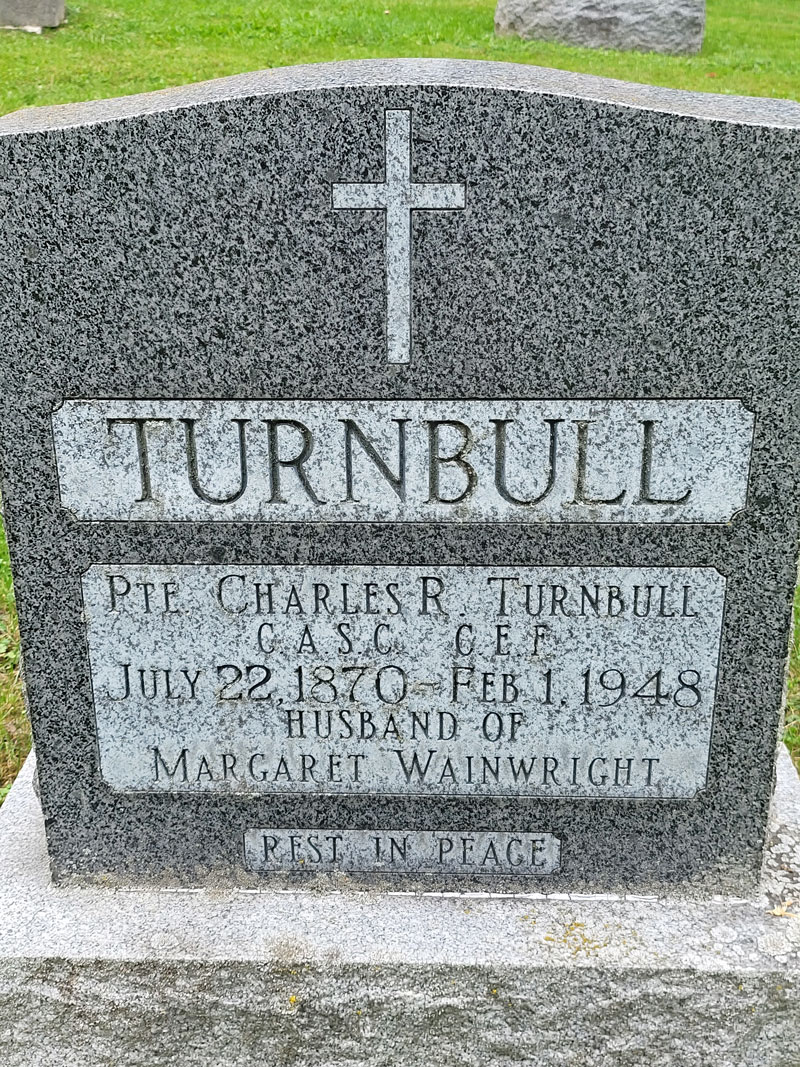 TURNBULL
PTE CHARLES R. TURNBULL
C A S C C E F
JULY 22, 1870 - FEB 1, 1948
HUSBAND OF
MARGARET WAINWRIGHT
REST IN PEACE